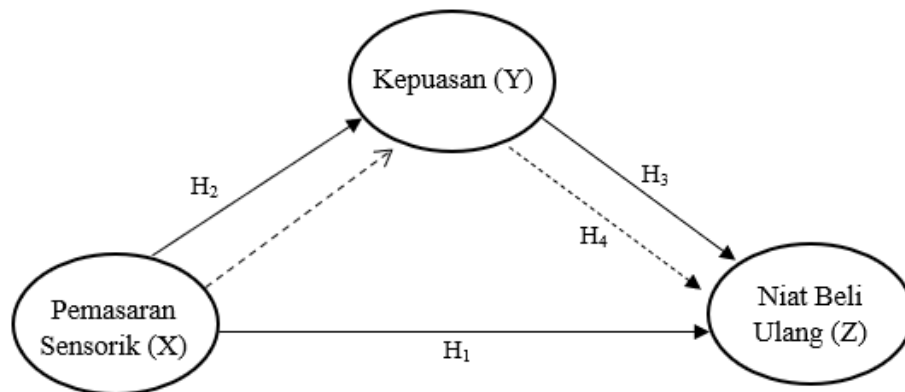 Kepuasan (Y)
H₂
H₃
H₄
Pemasaran
Sensorik (X)
Niat Beli
Ulang (Z)
H₁